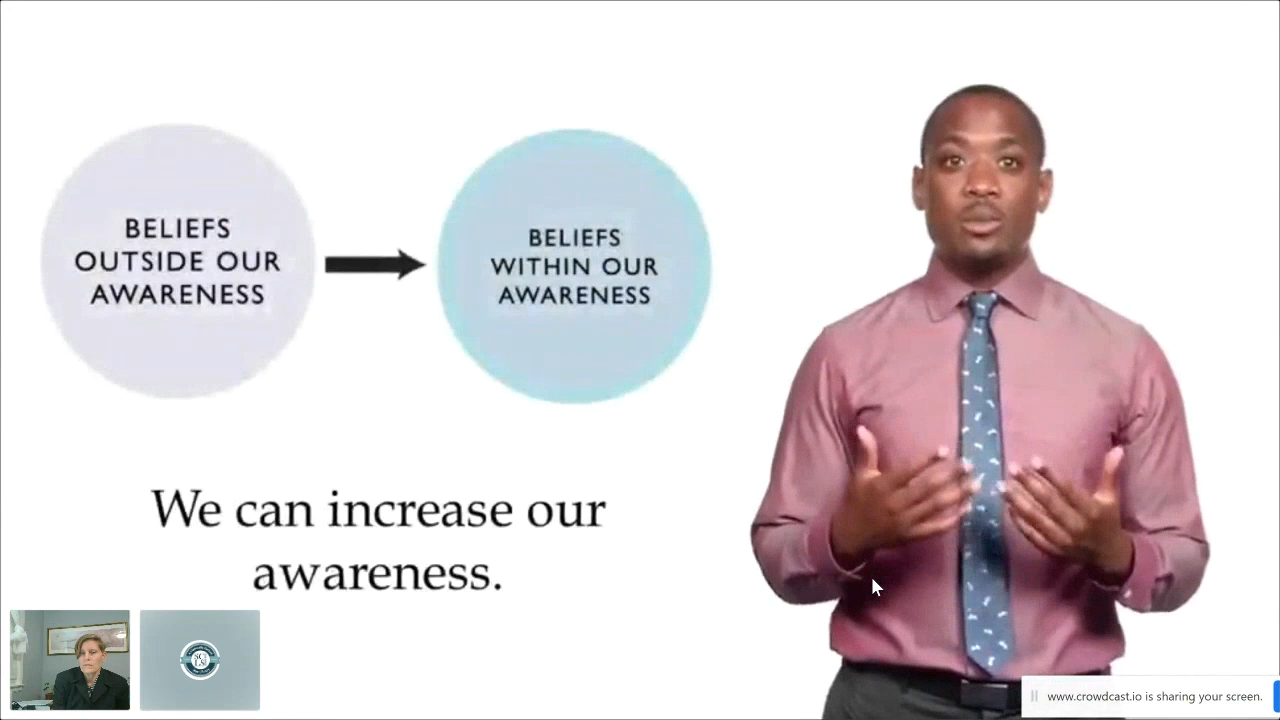 BELIEFS
OUTSIDE OUR
AWARENESS
BELIEFS
WITHIN OUR
AWARENESS
We can increase our
awareness.
www.crowdcast.io is sharing your screen.